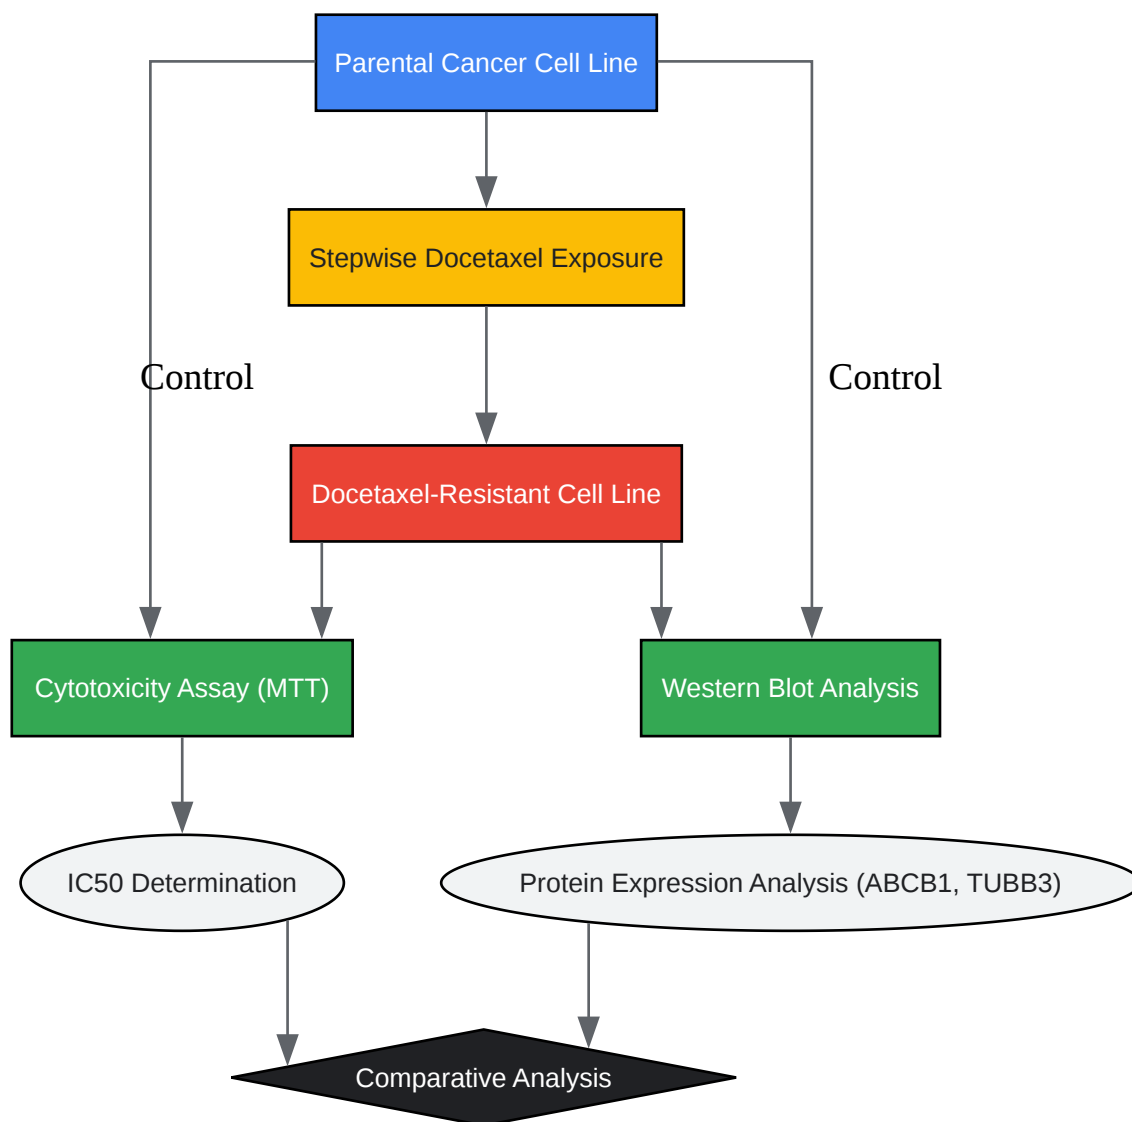 Parental Cancer Cell Line
Stepwise Docetaxel Exposure
Control
Control
Docetaxel-Resistant Cell Line
Cytotoxicity Assay (MTT)
Western Blot Analysis
IC50 Determination
Protein Expression Analysis (ABCB1, TUBB3)
Comparative Analysis